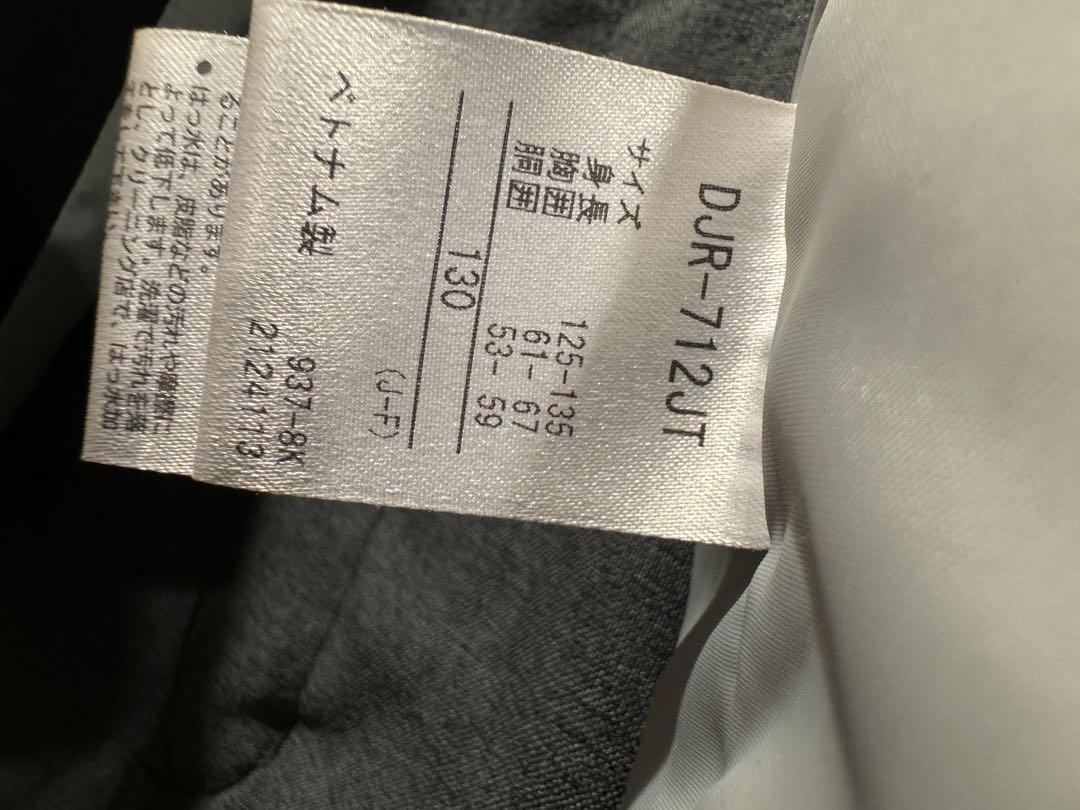 DJR-712JT
サイズ
身長 125-135
胸囲 61- 67
胴囲 53- 59
130
(J-F)
ベトナム製 937-8K
21241113
ることがあります。
●はっ水は、皮脂などの汚れや摩擦に
よって低下します。洗濯で汚れを落
とし、クリーニング店で、はっ水加